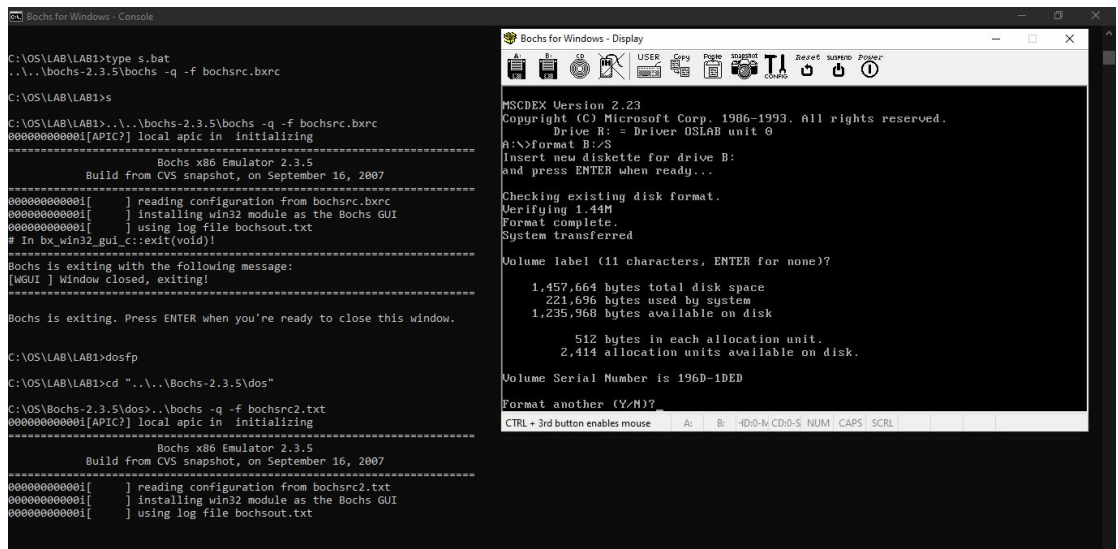 Bochs for Windows - Console
C:\OS\LAB\LAB1>type s.bat
..\..\bochs-2.3.5\bochs -q -f bochsrc.bxrc
C:\OS\LAB\LAB1>s
C:\OS\LAB\LAB1>..\..\bochs-2.3.5\bochs -q -f bochsrc.bxrc
00000000000i[APIC?] local apic in  initializing
========================================================================
Bochs x86 Emulator 2.3.5
Build from CVS snapshot, on September 16, 2007
========================================================================
00000000000i[     ] reading configuration from bochsrc.bxrc
00000000000i[     ] installing win32 module as the Bochs GUI
00000000000i[     ] using log file bochsout.txt
# In bx_win32_gui_c::exit(void)!
========================================================================
Bochs is exiting with the following message:
[WGUI ] Window closed, exiting!
========================================================================
Bochs is exiting. Press ENTER when you're ready to close this window.
C:\OS\LAB\LAB1>dosfp
C:\OS\LAB\LAB1>cd "..\..\Bochs-2.3.5\dos"
C:\OS\Bochs-2.3.5\dos>..\bochs -q -f bochsrc2.txt
00000000000i[APIC?] local apic in  initializing
========================================================================
Bochs x86 Emulator 2.3.5
Build from CVS snapshot, on September 16, 2007
========================================================================
00000000000i[     ] reading configuration from bochsrc2.txt
00000000000i[     ] installing win32 module as the Bochs GUI
00000000000i[     ] using log file bochsout.txt
Bochs for Windows - Display
A: B: CD USER Copy Paste snapshot CONFIG Reset SUSPEND Power
MSCDEX Version 2.23
Copyright (C) Microsoft Corp. 1986-1993. All rights reserved.
Drive R: = Driver OSLAB unit 0
A:\>format B:/S
Insert new diskette for drive B:
and press ENTER when ready...
Checking existing disk format.
Verifying 1.44M
Format complete.
System transferred
Volume label (11 characters, ENTER for none)?
1,457,664 bytes total disk space
221,696 bytes used by system
1,235,968 bytes available on disk
512 bytes in each allocation unit.
2,414 allocation units available on disk.
Volume Serial Number is 196D-1DED
Format another (Y/N)?_
CTRL + 3rd button enables mouse A: B: CD:0-S NUM CAPS SCRL